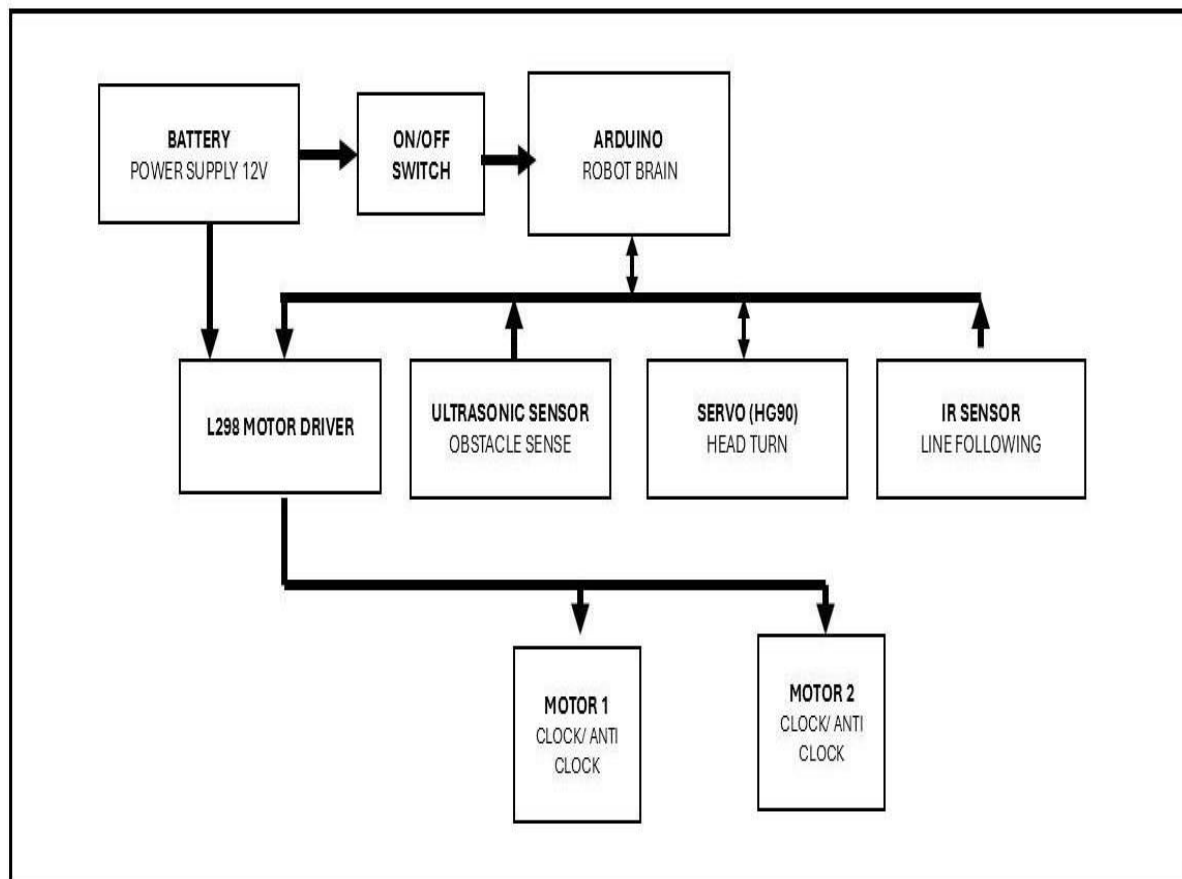 BATTERY
POWER SUPPLY 12V
ON/OFF
SWITCH
ARDUINO
ROBOT BRAIN
L298 MOTOR DRIVER
ULTRASONIC SENSOR
OBSTACLE SENSE
SERVO (HG90)
HEAD TURN
IR SENSOR
LINE FOLLOWING
MOTOR 1
CLOCK/ ANTI
CLOCK
MOTOR 2
CLOCK/ ANTI
CLOCK